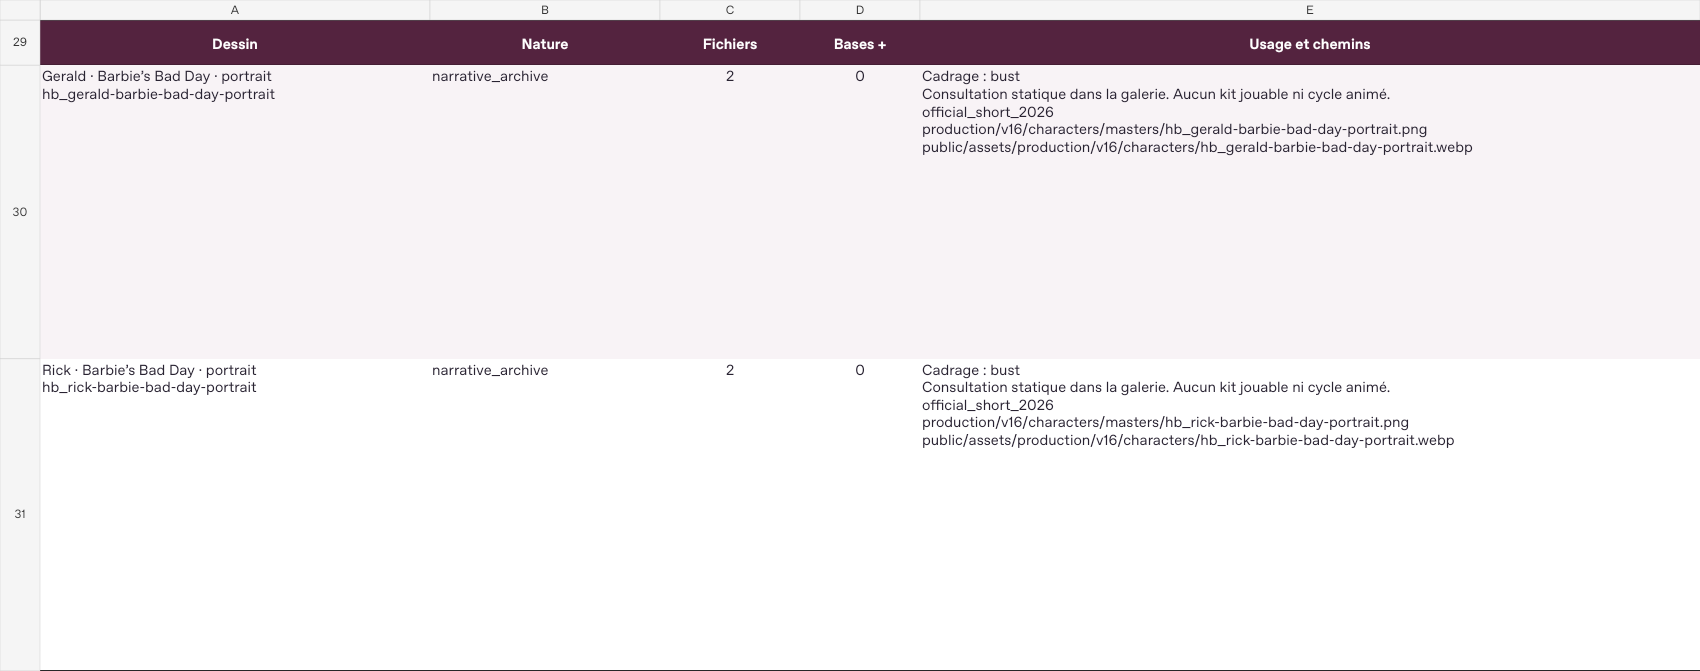 A B C D E
29 Dessin Nature Fichiers Bases + Usage et chemins
30
Gerald · Barbie’s Bad Day · portrait
hb_gerald-barbie-bad-day-portrait
narrative_archive
2
0
Cadrage : bust
Consultation statique dans la galerie. Aucun kit jouable ni cycle animé.
official_short_2026
production/v16/characters/masters/hb_gerald-barbie-bad-day-portrait.png
public/assets/production/v16/characters/hb_gerald-barbie-bad-day-portrait.webp
31
Rick · Barbie’s Bad Day · portrait
hb_rick-barbie-bad-day-portrait
narrative_archive
2
0
Cadrage : bust
Consultation statique dans la galerie. Aucun kit jouable ni cycle animé.
official_short_2026
production/v16/characters/masters/hb_rick-barbie-bad-day-portrait.png
public/assets/production/v16/characters/hb_rick-barbie-bad-day-portrait.webp